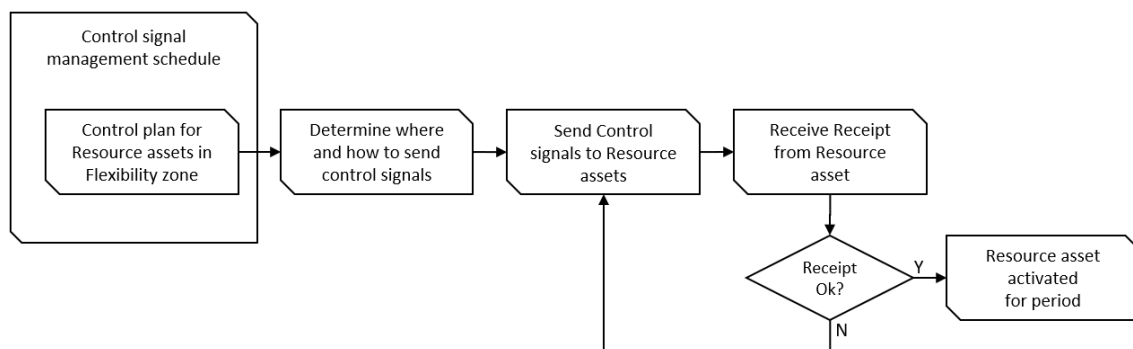 Control signal
management schedule
Control plan for
Resource assets in
Flexibility zone
Determine where
and how to send
control signals
Send Control
signals to Resource
assets
Receive Receipt
from Resource
asset
Receipt
Ok?
Y
N
Resource asset
activated
for period